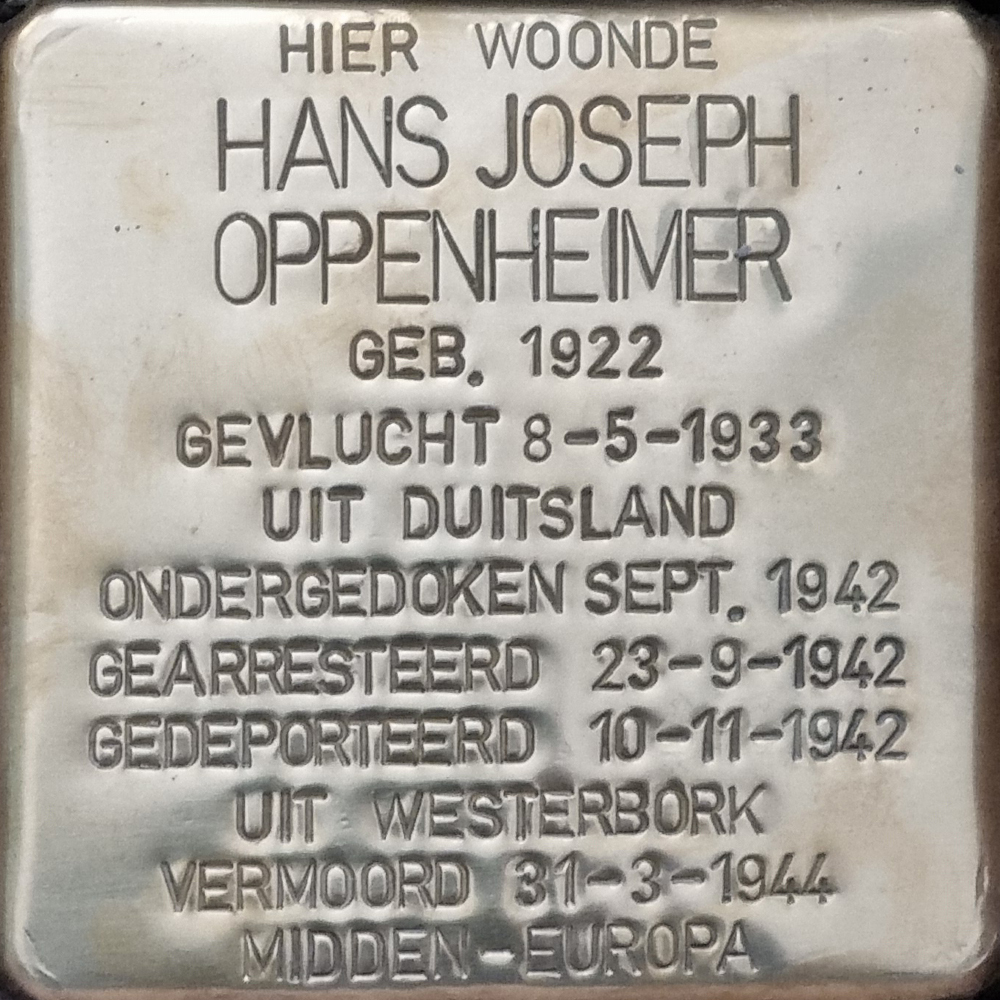 HIER WOONDE
HANS JOSEPH
OPPENHEIMER
GEB. 1922
GEVLUCHT 8-5-1933
UIT DUITSLAND
ONDERGEDOKEN SEPT. 1942
GEARRESTEERD 23-9-1942
GEDEPORTEERD 10-11-1942
UIT WESTERBORK
VERMOORD 31-3-1944
MIDDEN-EUROPA